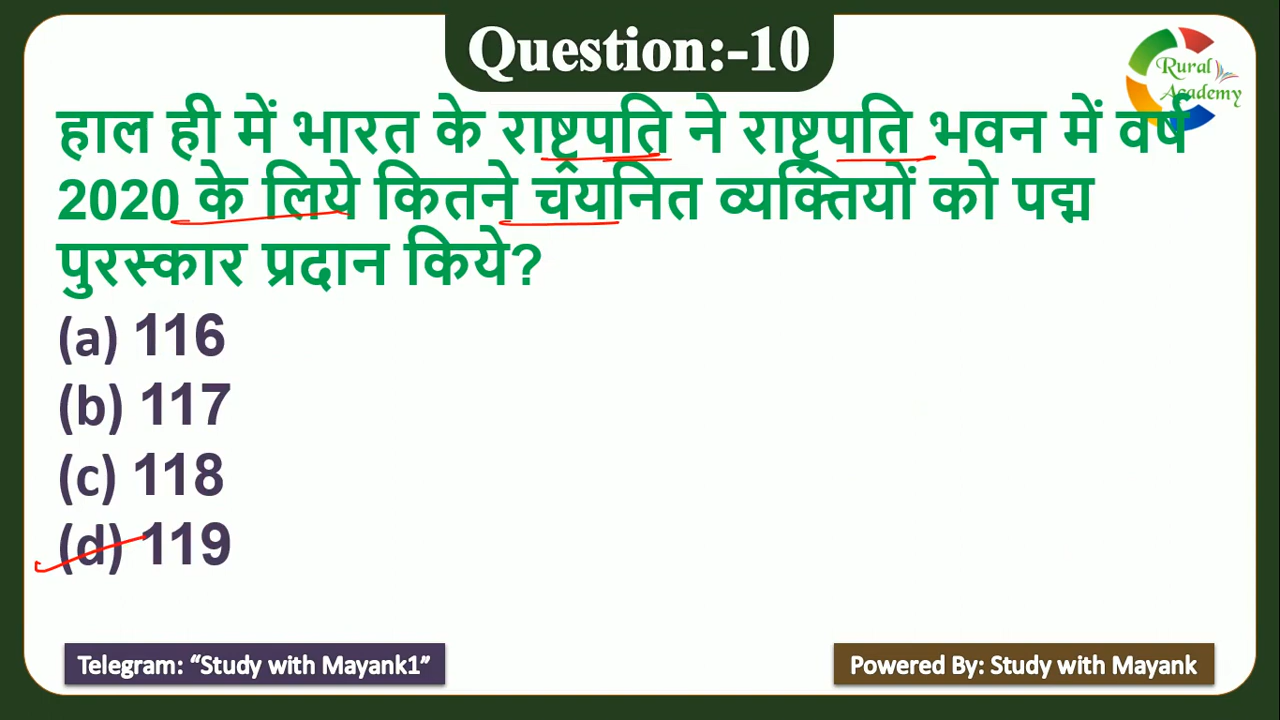 Question:-10
Rural
Academy
हाल ही में भारत के राष्ट्रपति ने राष्ट्रपति भवन में वर्ष
2020 के लिये कितने चयनित व्यक्तियों को पद्म
पुरस्कार प्रदान किये?
(a) 116
(b) 117
(c) 118
(d) 119
Telegram: “Study with Mayank1”
Powered By: Study with Mayank